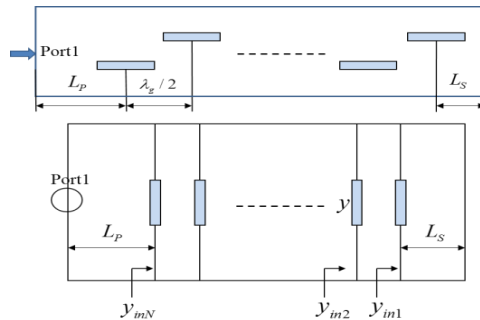 Port1
L_P
λ_g / 2
L_S
Port1
y
L_P
L_S
y_inN
y_in2
y_in1